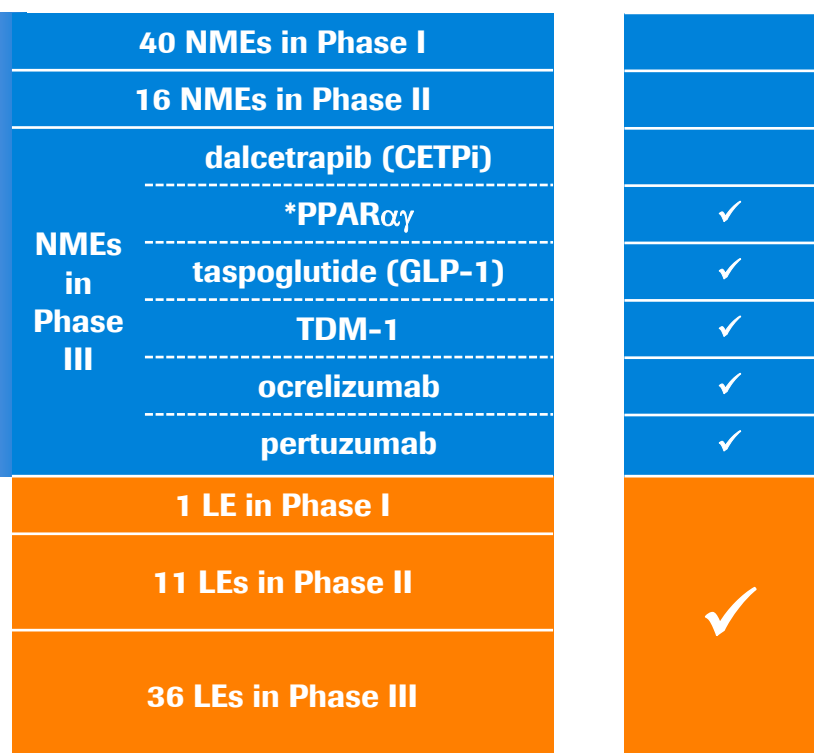 40 NMEs in Phase I
16 NMEs in Phase II
NMEs
in
Phase
III
dalcetrapib (CETPi)
*PPARαγ
✓
taspoglutide (GLP-1)
✓
TDM-1
✓
ocrelizumab
✓
pertuzumab
✓
1 LE in Phase I
11 LEs in Phase II
✓
36 LEs in Phase III